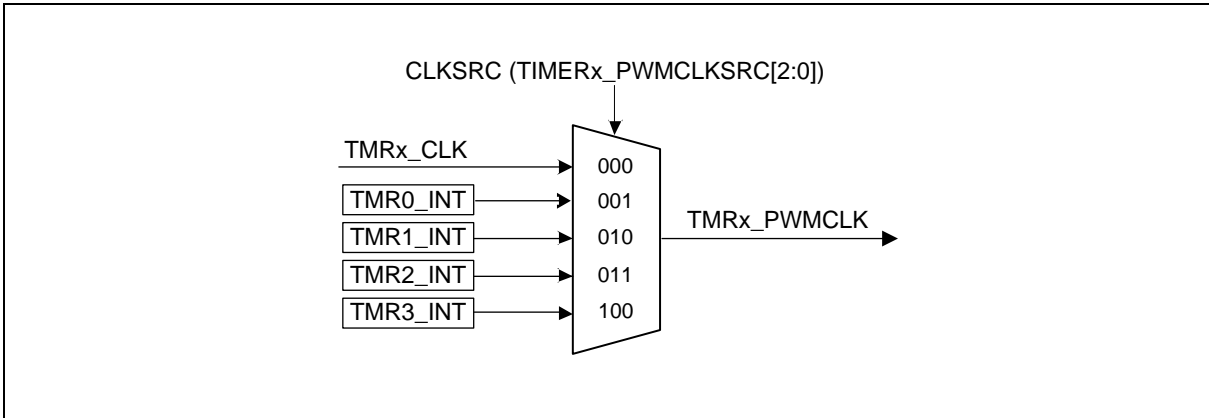 CLKSRC (TIMERx_PWMCLKSRC[2:0])
TMRx_CLK
000
TMR0_INT
001
TMRx_PWMCLK
TMR1_INT
010
TMR2_INT
011
TMR3_INT
100